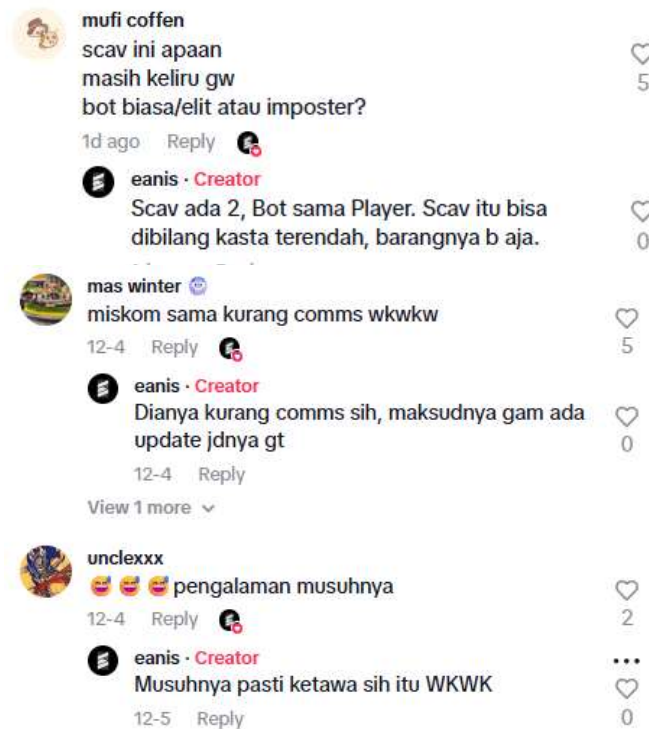 mufi coffen
scav ini apaan
masih keliru gw
bot biasa/elit atau imposter?
5
1d ago Reply
eanis · Creator
Scav ada 2, Bot sama Player. Scav itu bisa
dibilang kasta terendah, barangnya b aja.
0
mas winter
miskom sama kurang comms wkwkw
12-4 Reply
5
eanis · Creator
Dianya kurang comms sih, maksudnya gam ada
update jdnya gt
0
12-4 Reply
View 1 more
unclexxx
😅 😅 😅 pengalaman musuhnya
12-4 Reply
2
eanis · Creator
Musuhnya pasti ketawa sih itu WKWK
12-5 Reply
0